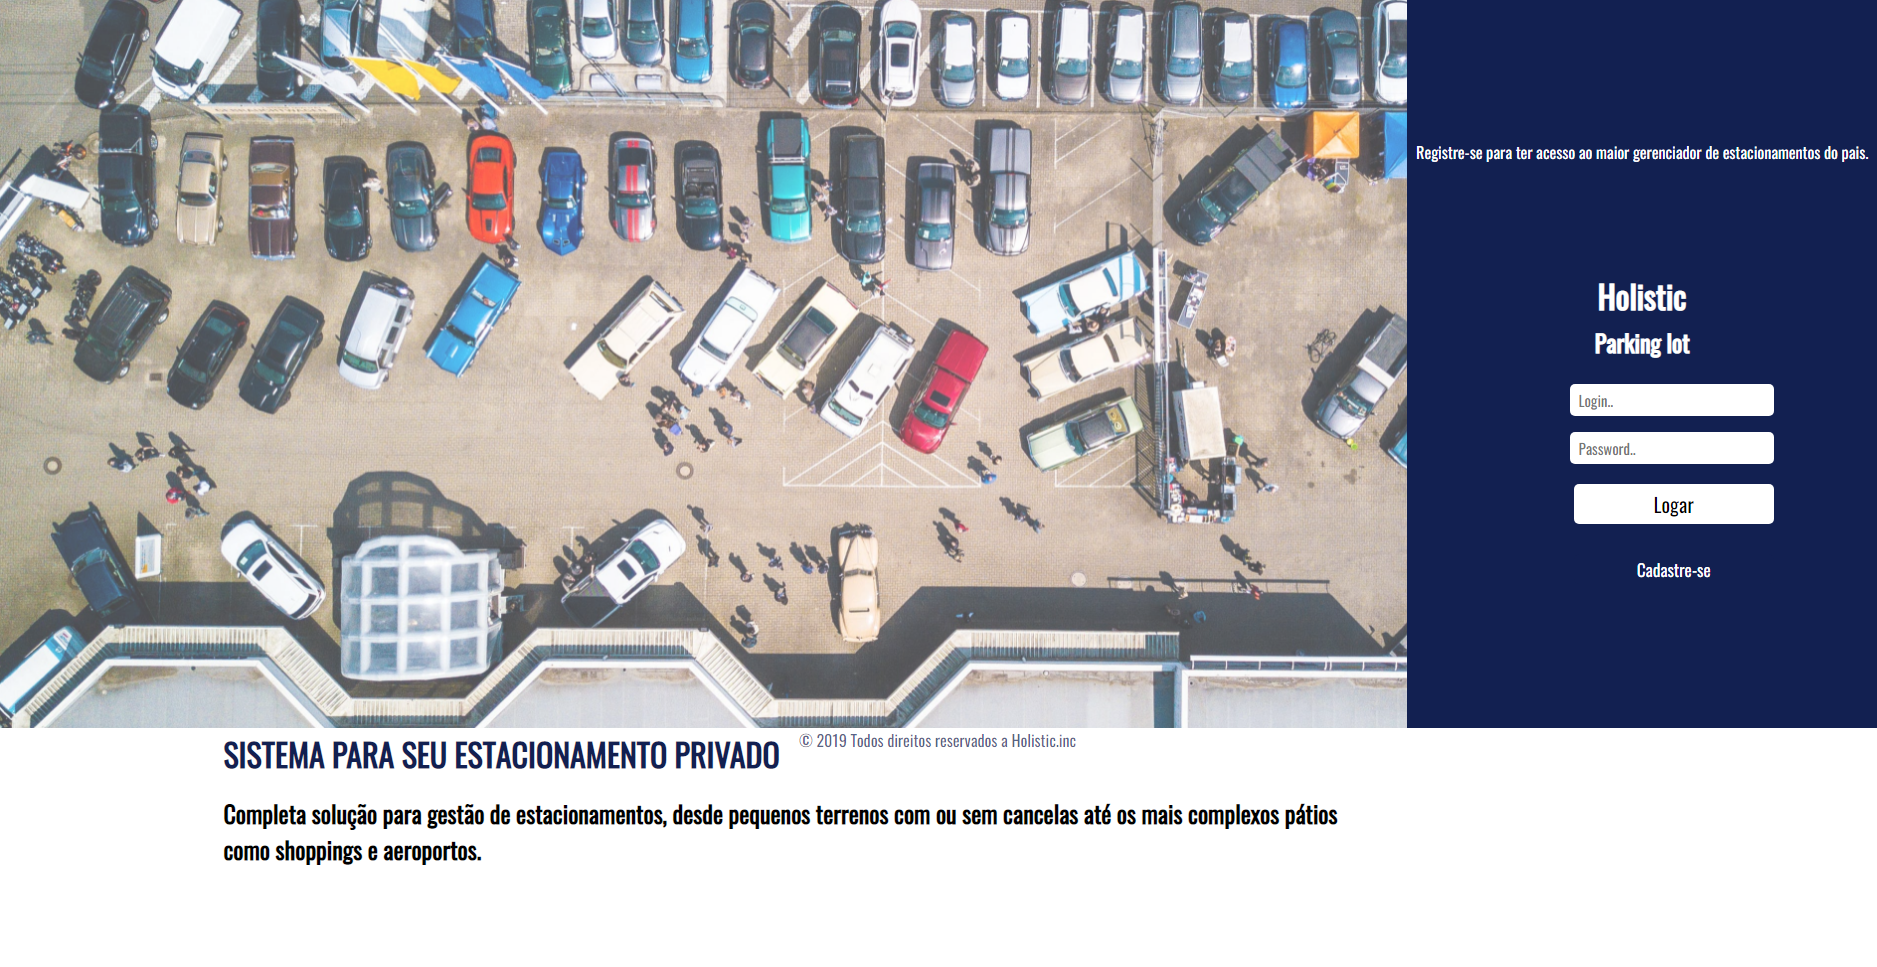 Registre-se para ter acesso ao maior gerenciador de estacionamentos do pais.
Holistic
Parking lot
Login..
Password..
Logar
Cadastre-se
© 2019 Todos direitos reservados a Holistic.inc
SISTEMA PARA SEU ESTACIONAMENTO PRIVADO
Completa solução para gestão de estacionamentos, desde pequenos terrenos com ou sem cancelas até os mais complexos pátios
como shoppings e aeroportos.